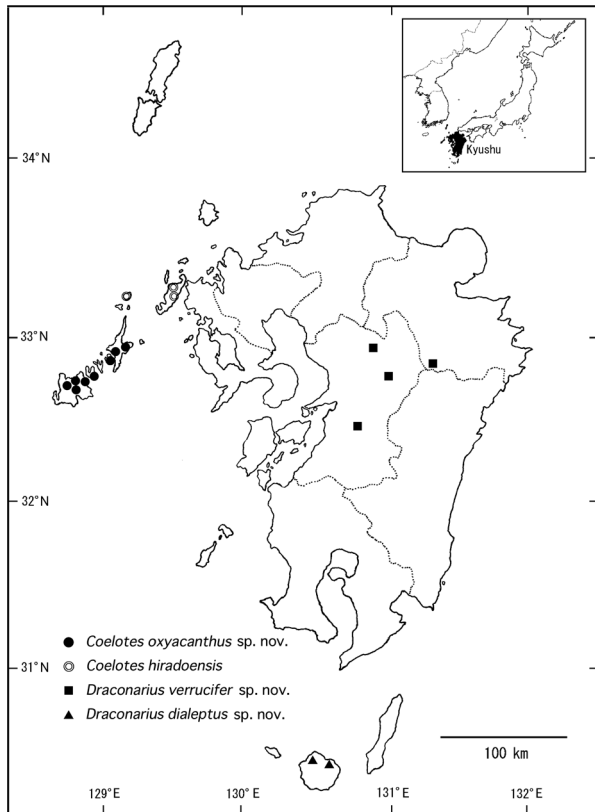 Kyushu
34°N
33°N
32°N
31°N
Coelotes oxyacanthus sp. nov.
Coelotes hiradoensis
Draconarius verrucifer sp. nov.
Draconarius dialeptus sp. nov.
100 km
129°E 130°E 131°E 132°E